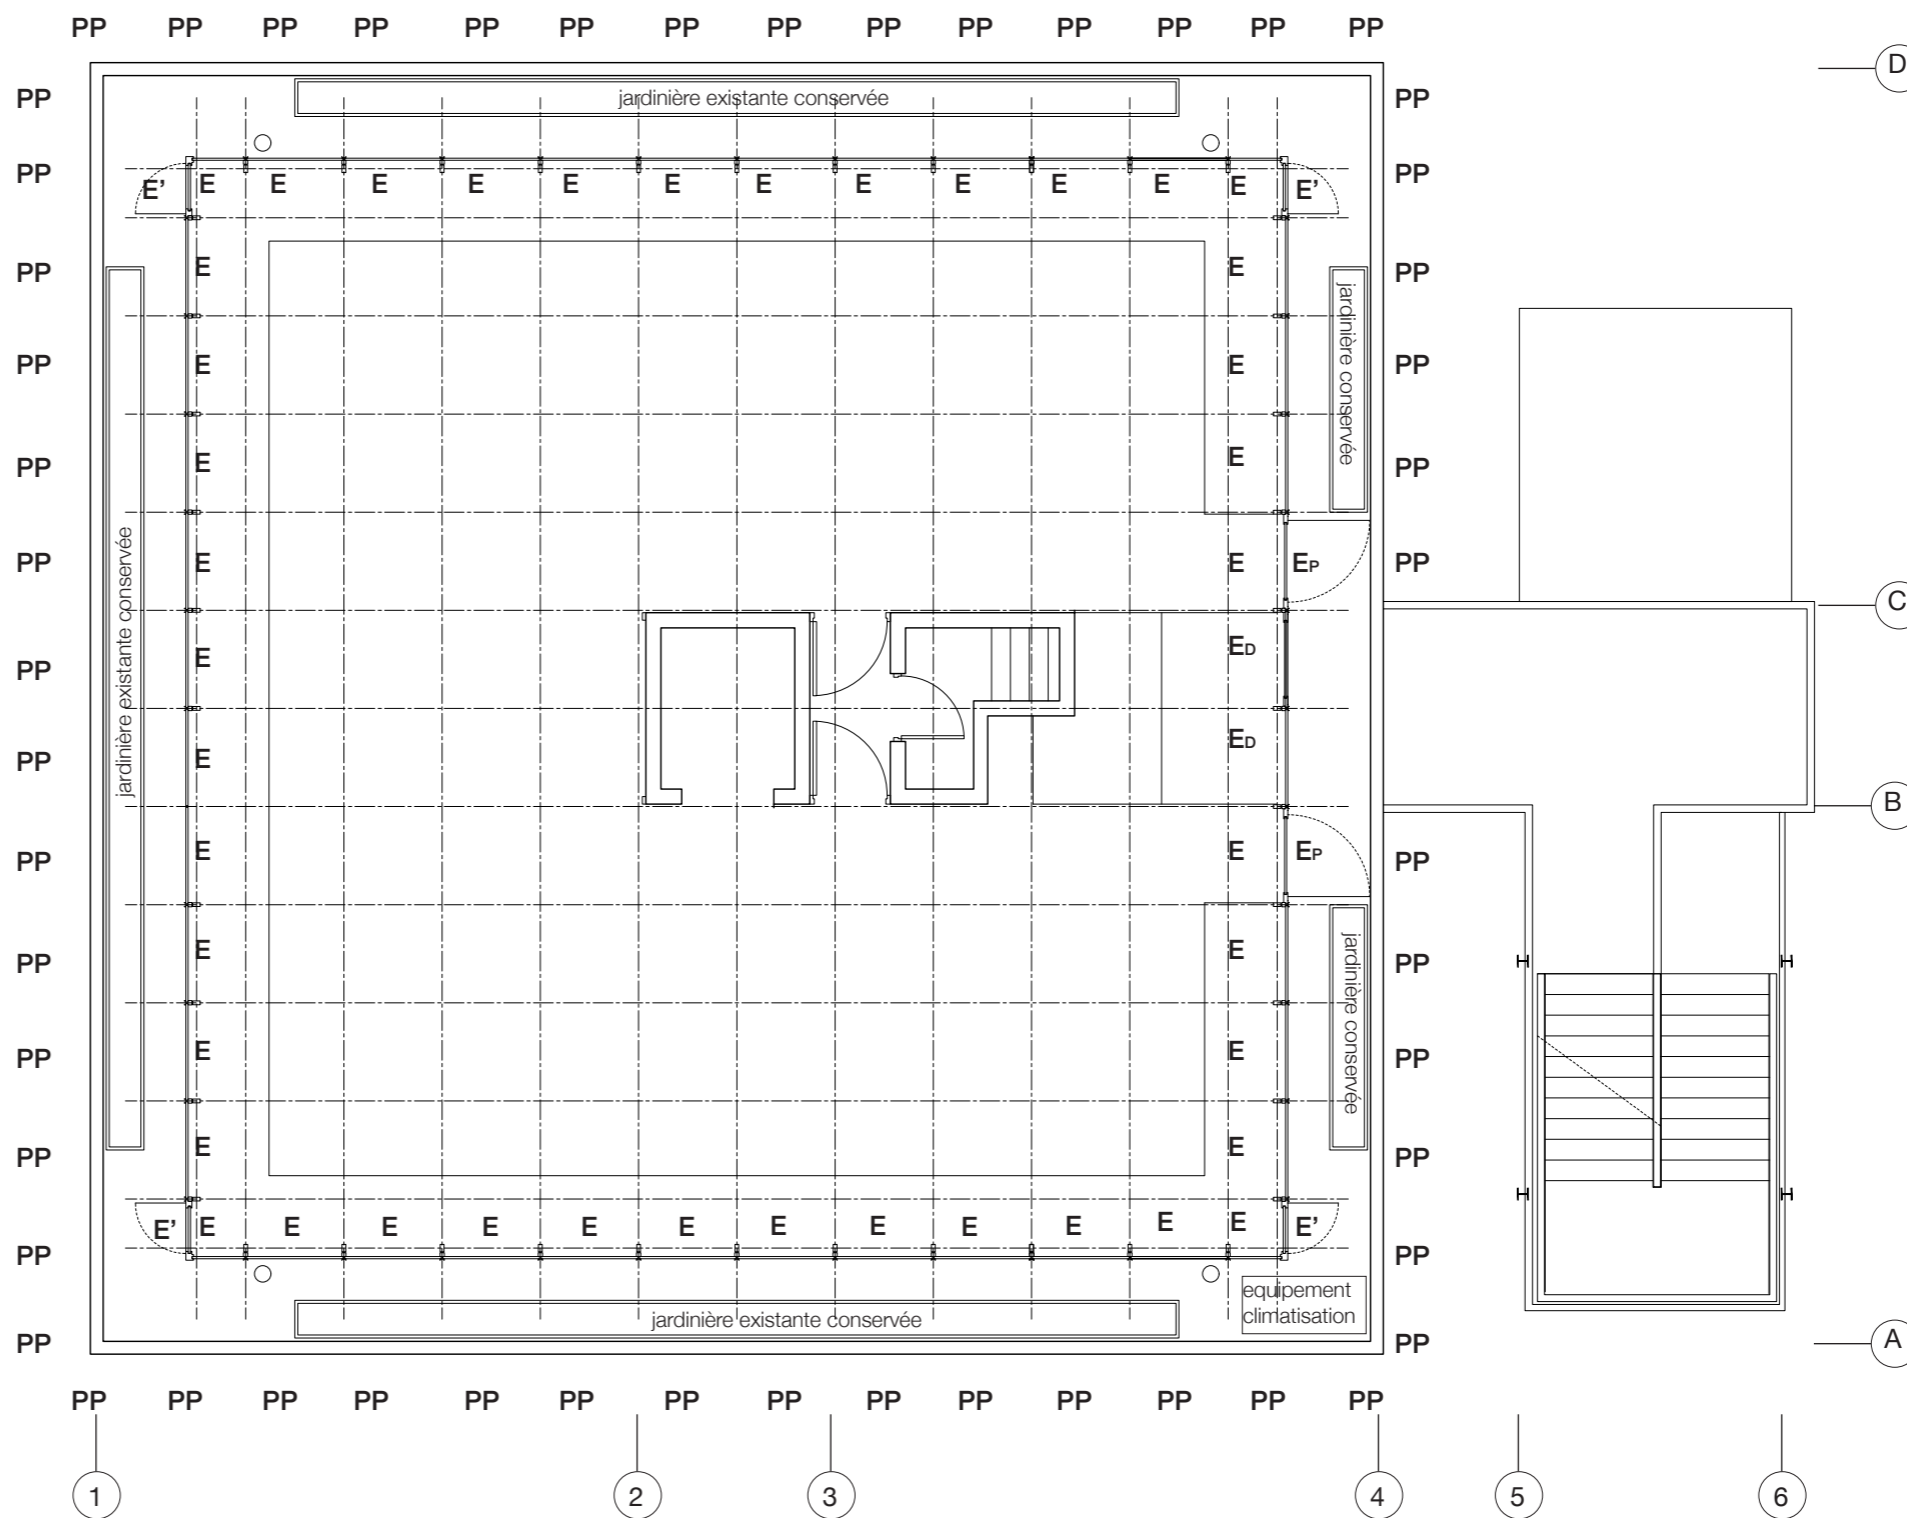 PP PP PP PP PP PP PP PP PP PP PP PP PP PP
D
PP jardinière existante conservée PP
PP E' E E E E E E E E E E E E E' PP
PP E E PP
jardinière conservée
PP E E PP
PP E E PP
jardinière existante conservée
PP E E EP PP
C
PP E ED
PP E ED
B
PP E E EP PP
PP E E PP
jardinière conservée
PP E E PP
PP E E PP
PP E' E E E E E E E E E E E E E' PP
equipement
climatisation
jardinière existante conservée
PP PP
A
PP PP PP PP PP PP PP PP PP PP PP PP PP PP
1 2 3 4 5 6